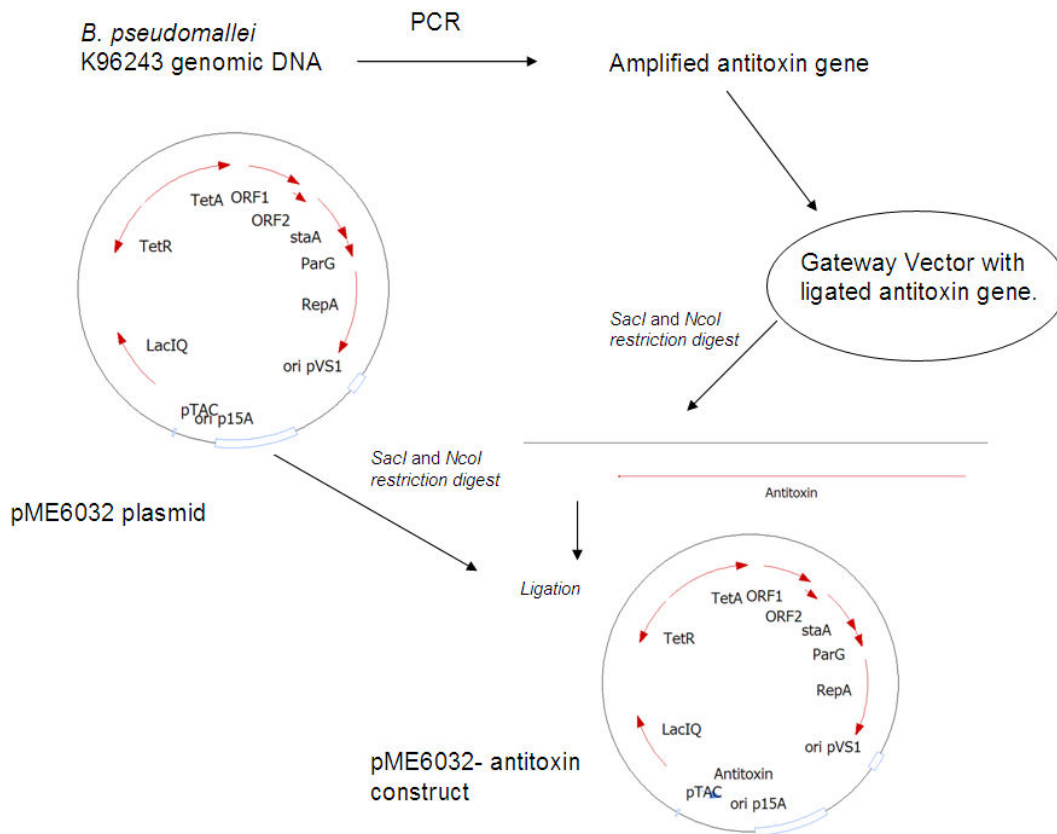 B. pseudomallei
K96243 genomic DNA
PCR
Amplified antitoxin gene
TetA
ORF1
ORF2
staA
TetR
ParG
RepA
LacIQ
ori pVS1
pTAC
ori p15A
pME6032 plasmid
Gateway Vector with
ligated antitoxin gene.
SacI and NcoI
restriction digest
SacI and NcoI
restriction digest
Antitoxin
Ligation
TetA
ORF1
ORF2
staA
TetR
ParG
RepA
LacIQ
ori pVS1
Antitoxin
pTAC
ori p15A
pME6032- antitoxin
construct